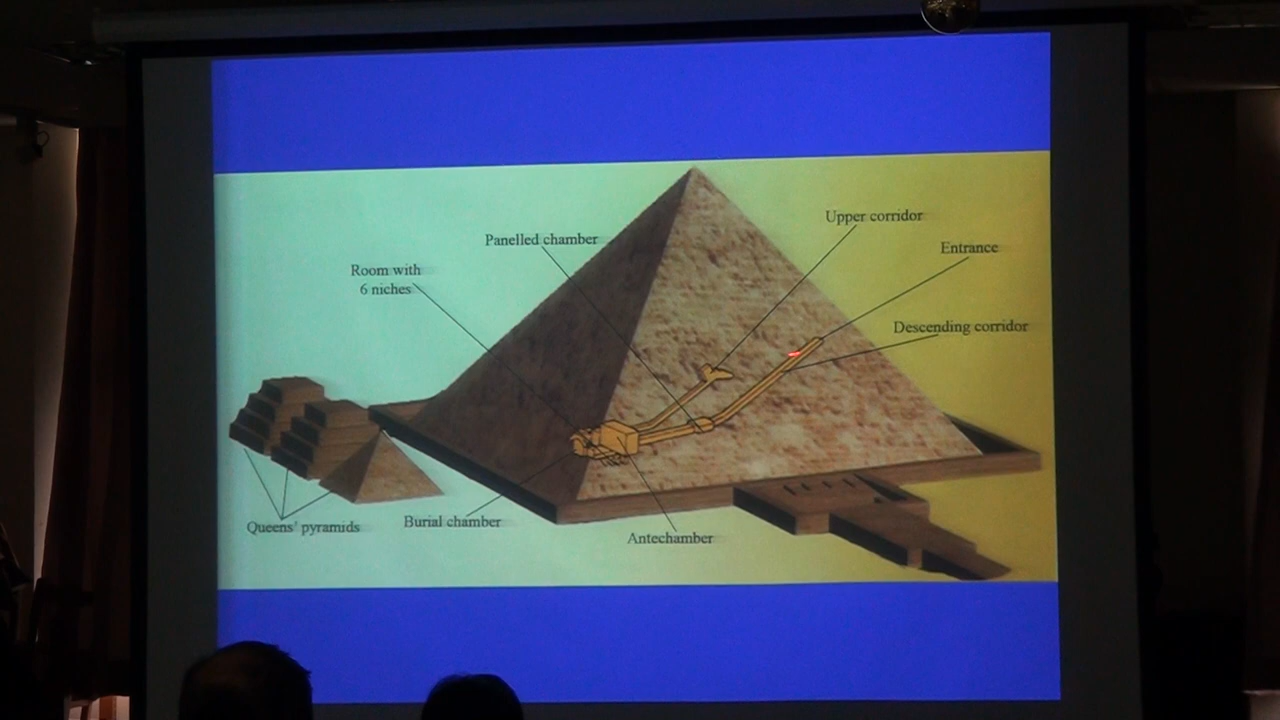 Upper corridor
Panelled chamber
Entrance
Room with
6 niches
Descending corridor
Queens' pyramids
Burial chamber
Antechamber